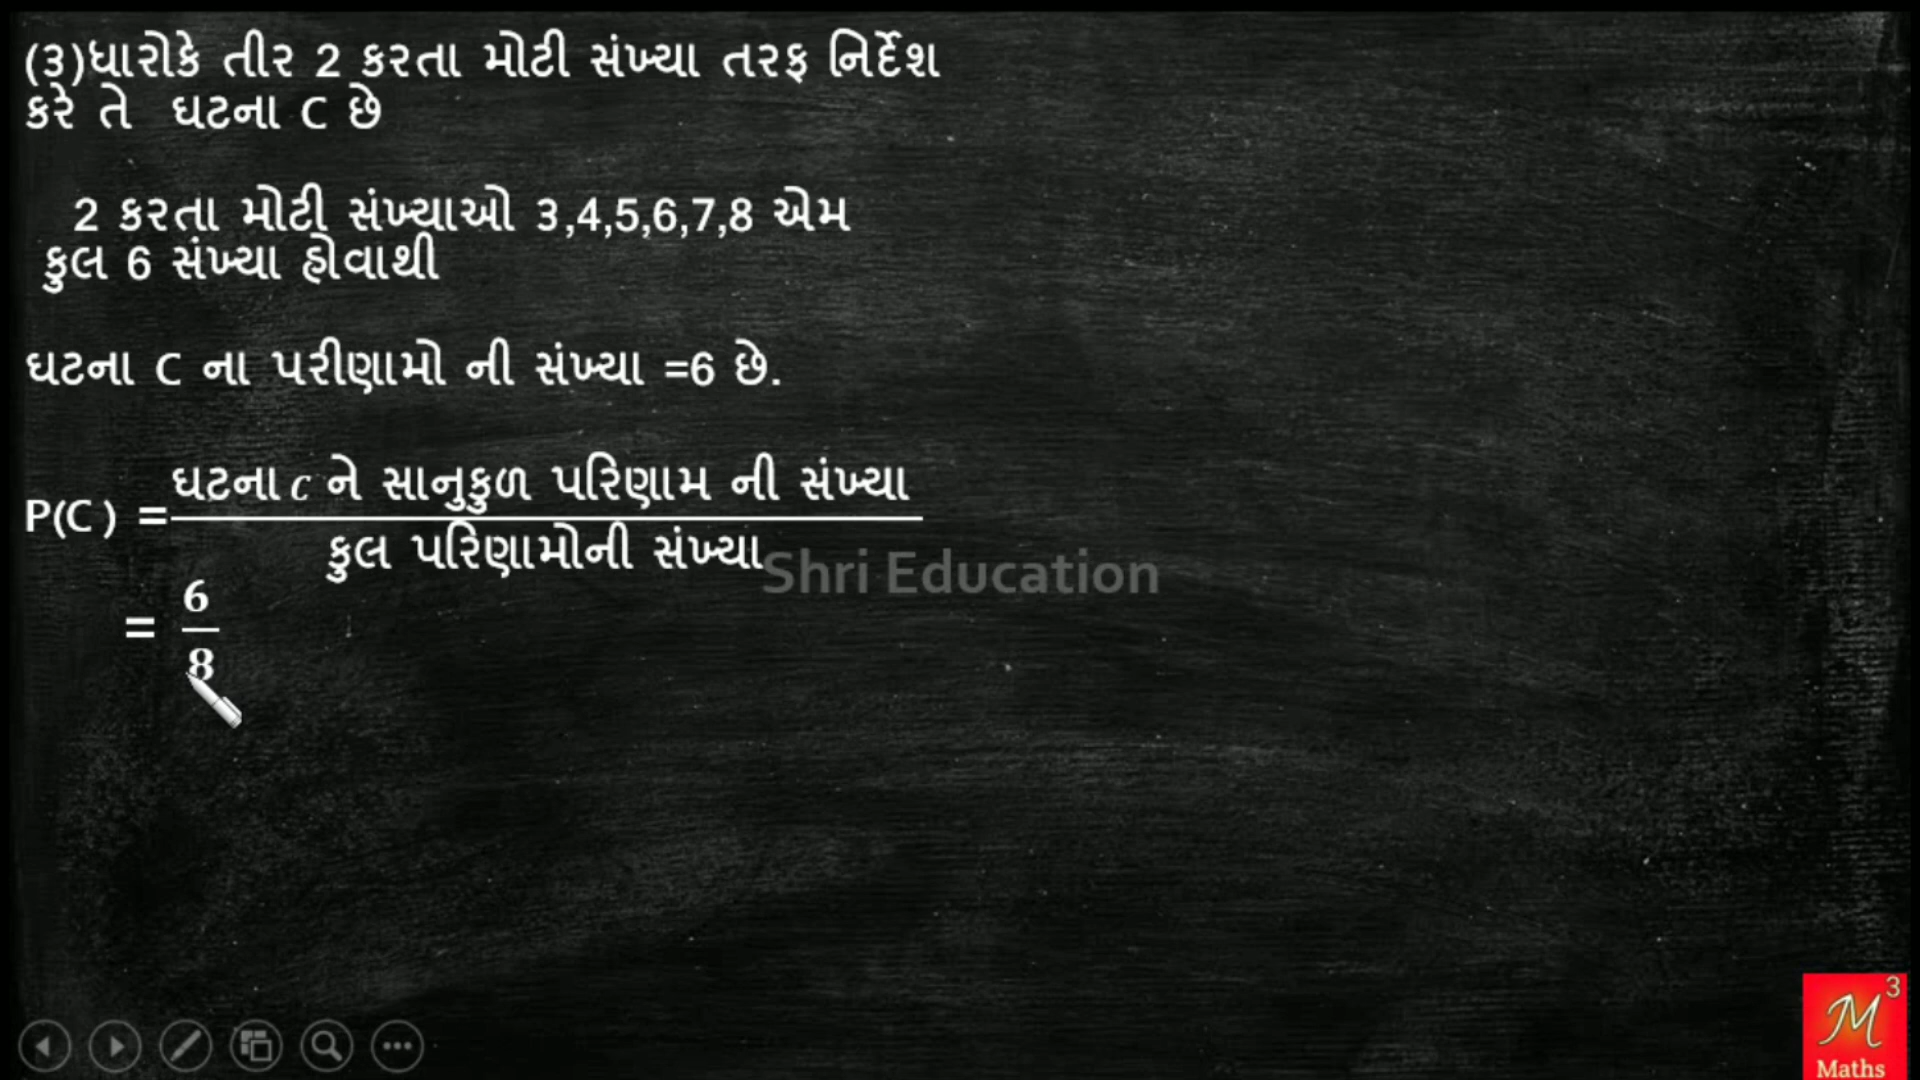 (૩)ધારોકે તીર 2 કરતા મોટી સંખ્યા તરફ નિર્દેશ
કરે તે ઘટના C છે
2 કરતા મોટી સંખ્યાઓ ૩,4,5,6,7,8 એમ
કુલ 6 સંખ્યા હોવાથી
ઘટના C ના પરીણામો ની સંખ્યા =6 છે.
ઘટના c ને સાનુકુળ પરિણામ ની સંખ્યા
P(C) =
કુલ પરિણામોની સંખ્યા
Shri Education
6
=
8
M 3
Maths